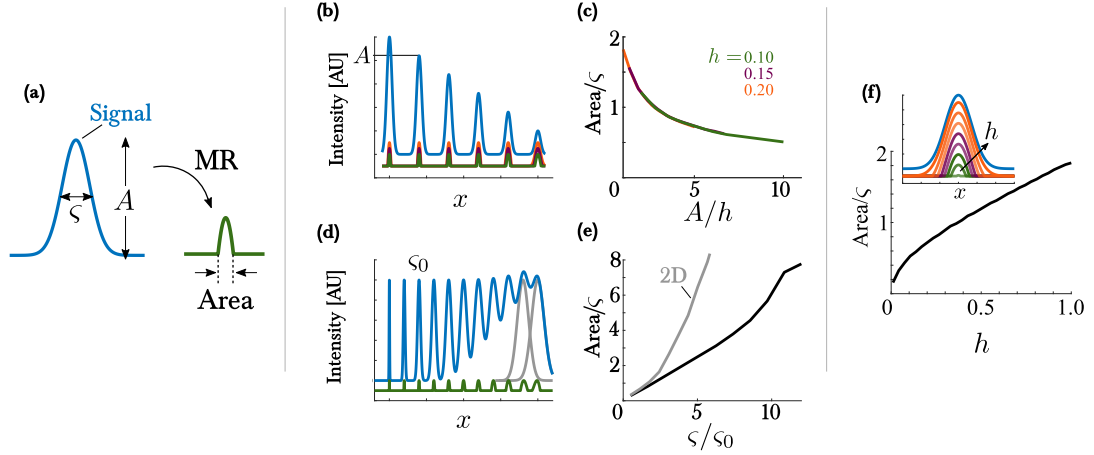 (a)
Signal
MR
A
ς
Area
(b)
A
Intensity [AU]
x
(c)
2
1
0
5
10
Area/ς
A/h
h = 0.10
0.15
0.20
(d)
ς0
Intensity [AU]
x
(e)
8
6
4
2
0
5
10
Area/ς
2D
ς/ς0
(f)
h
x
2
1
0
0.5
1.0
Area/ς
h